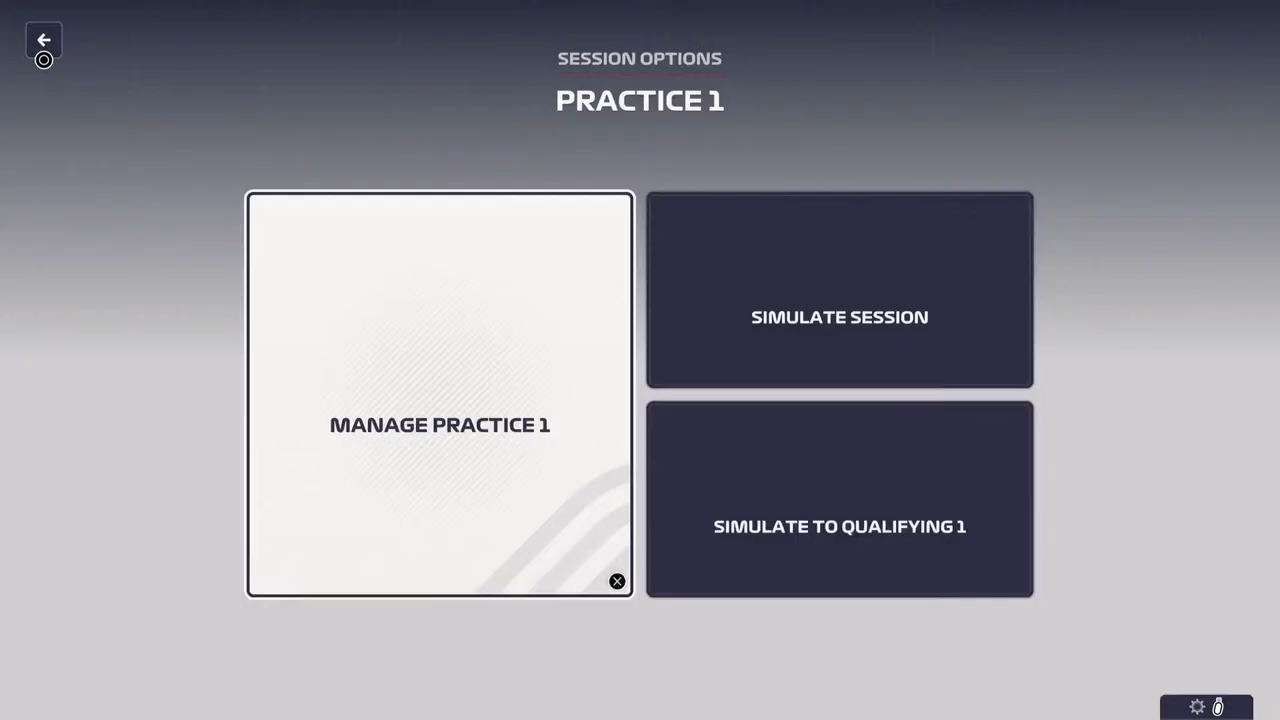 SESSION OPTIONS
PRACTICE 1
MANAGE PRACTICE 1
SIMULATE SESSION
SIMULATE TO QUALIFYING 1